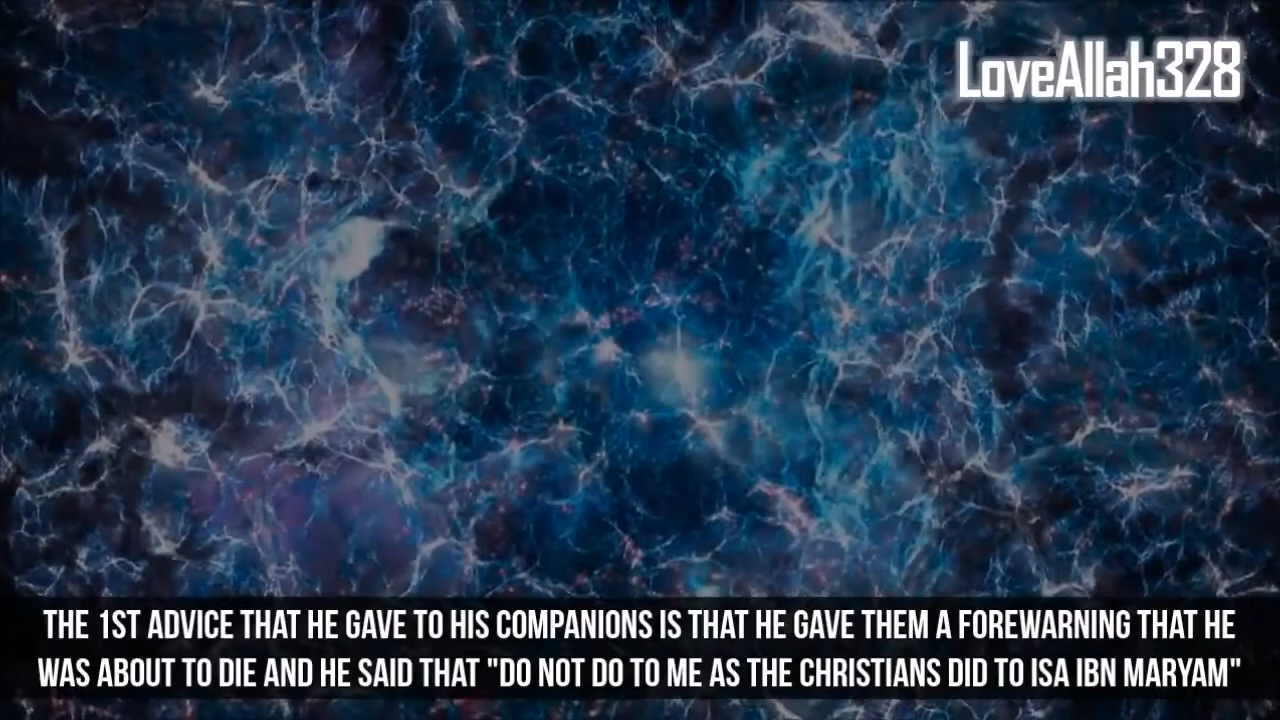 LoveAllah328
THE 1ST ADVICE THAT HE GAVE TO HIS COMPANIONS IS THAT HE GAVE THEM A FOREWARNING THAT HE
WAS ABOUT TO DIE AND HE SAID THAT "DO NOT DO TO ME AS THE CHRISTIANS DID TO ISA IBN MARYAM"